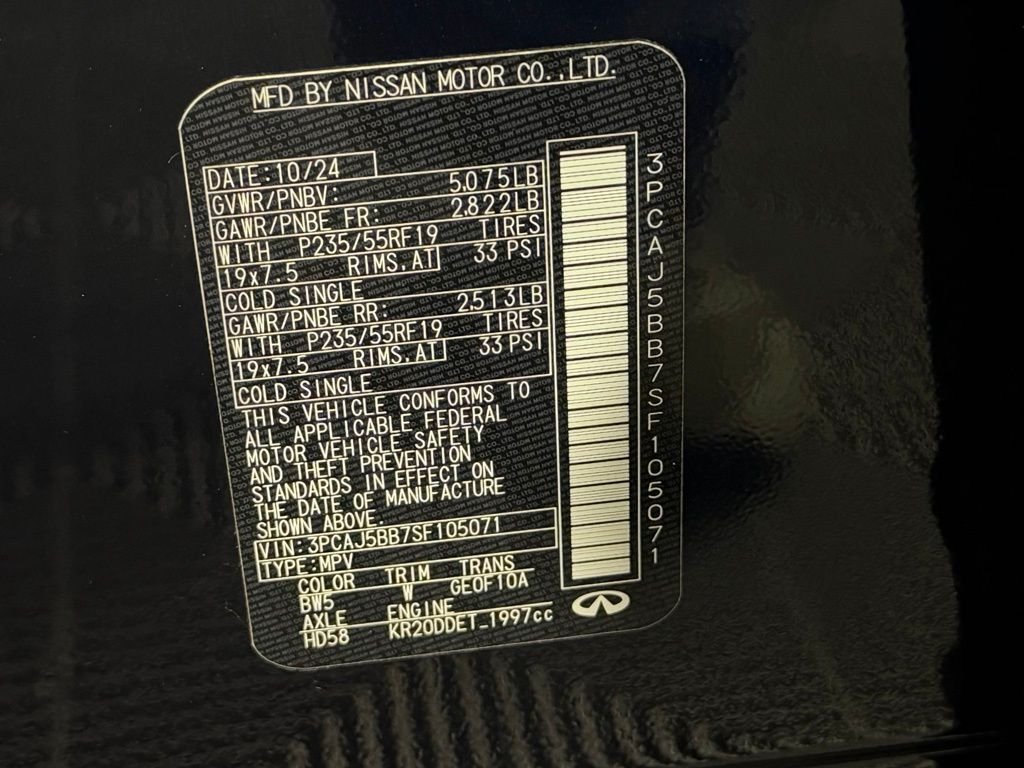 MFD BY NISSAN MOTOR CO.,LTD.
DATE:10/24
GVWR/PNBV: 5,075LB
GAWR/PNBE FR: 2,822LB
WITH P235/55RF19 TIRES
19x7.5 RIMS,AT 33 PSI
COLD SINGLE
GAWR/PNBE RR: 2,513LB
WITH P235/55RF19 TIRES
19x7.5 RIMS,AT 33 PSI
COLD SINGLE
THIS VEHICLE CONFORMS TO
ALL APPLICABLE FEDERAL
MOTOR VEHICLE SAFETY
AND THEFT PREVENTION
STANDARDS IN EFFECT ON
THE DATE OF MANUFACTURE
SHOWN ABOVE.
VIN:3PCAJ5BB7SF105071
TYPE:MPV
COLOR TRIM TRANS
BW5 W GE0F10A
AXLE ENGINE
HD58 KR20DDET_1997cc
3PCAJ5BB7SF105071